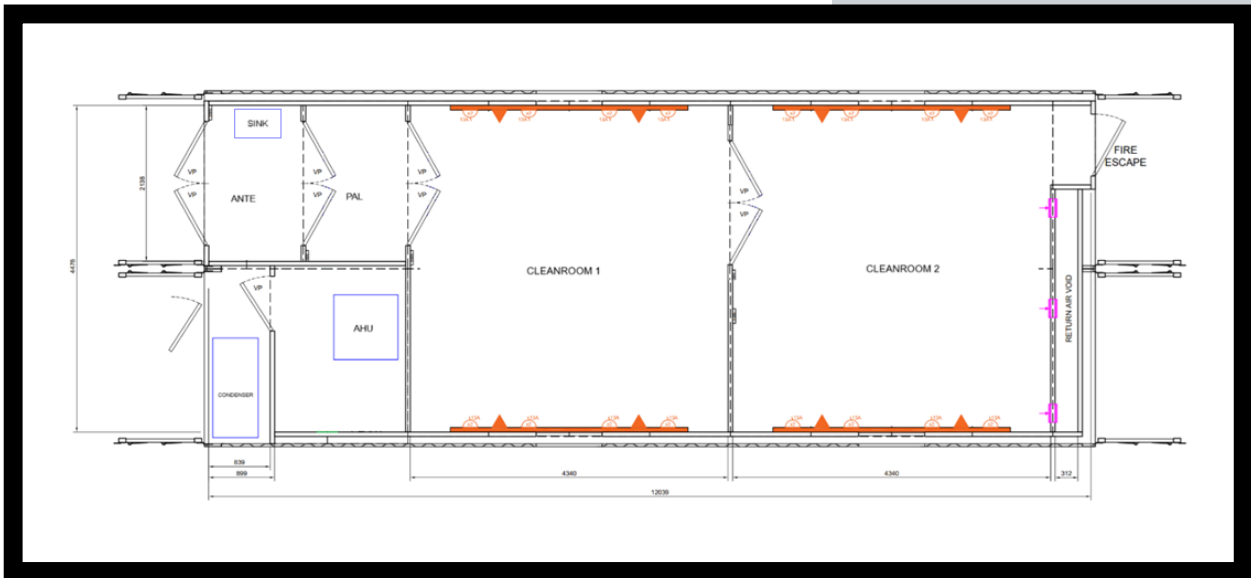 SINK
FIRE
ESCAPE
VP
VP
VP
VP
VP
VP
VP
VP
2138
ANTE
PAL
4476
CLEANROOM 1
CLEANROOM 2
VP
AHU
RETURN AIR VOID
CONDENSER
839
899
4340
4340
312
12039